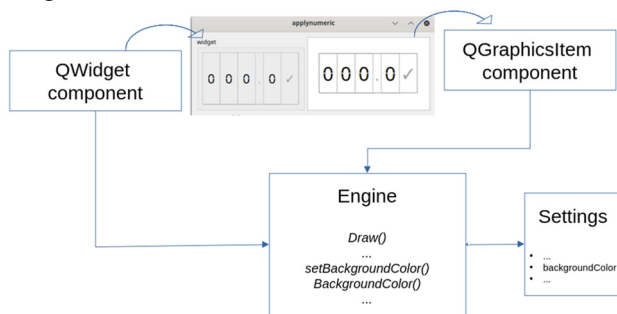 applynumeric
QWidget
component
widget
0 0 0 . 0 ✓
0 0 0 . 0 ✓
QGraphicsItem
component
Engine
Draw()
...
setBackgroundColor()
BackgroundColor()
...
Settings
• ...
• backgroundColor
• ...